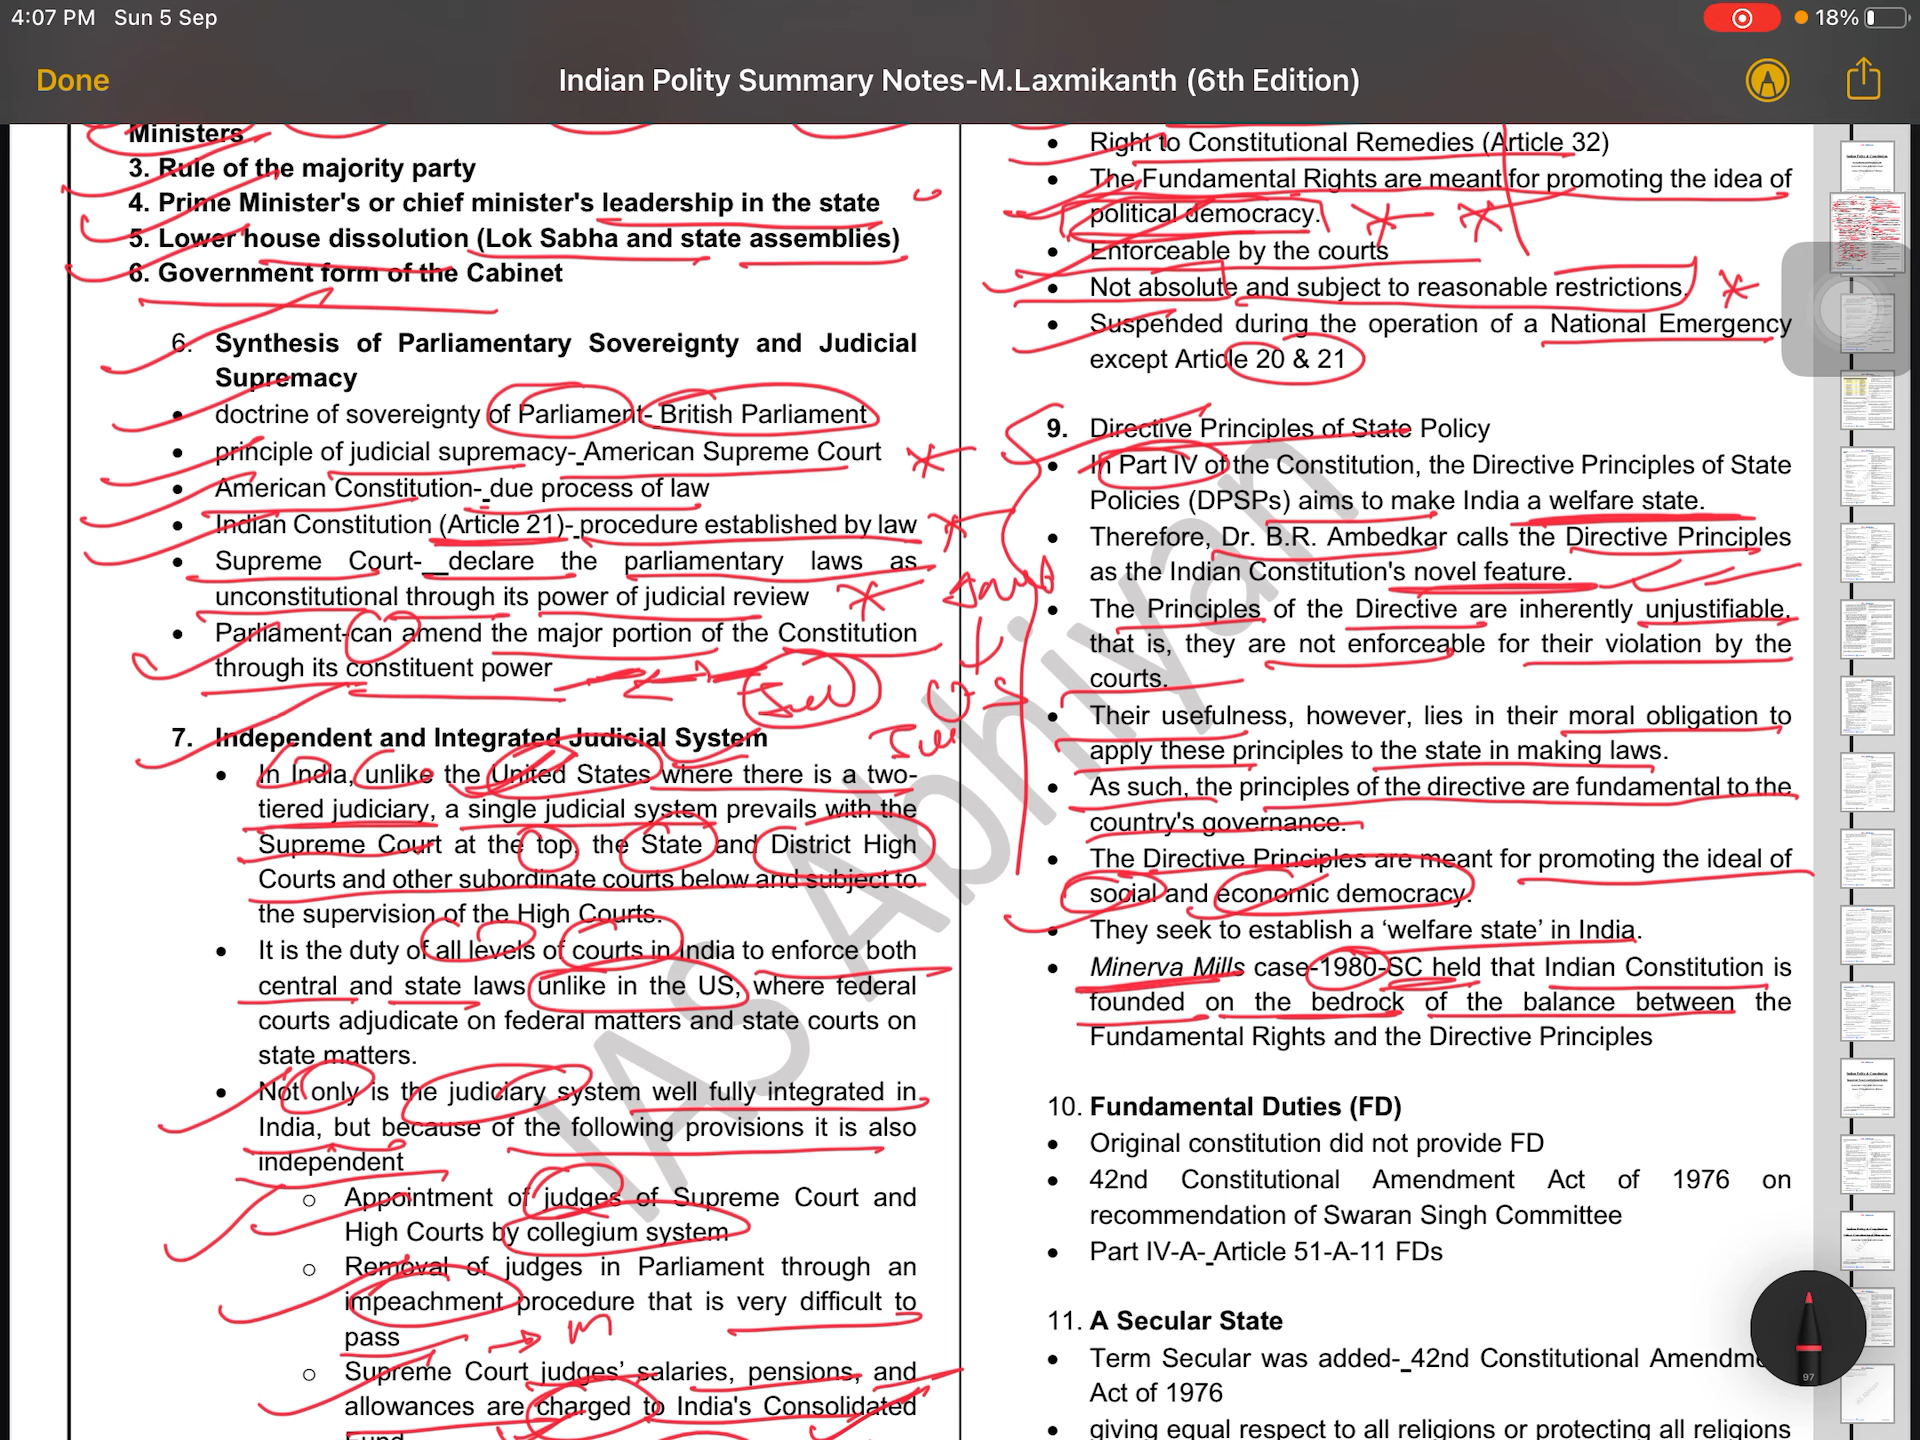 4:07 PM Sun 5 Sep
18%
Done
Indian Polity Summary Notes-M.Laxmikanth (6th Edition)
Ministers
3. Rule of the majority party
4. Prime Minister's or chief minister's leadership in the state
5. Lower house dissolution (Lok Sabha and state assemblies)
6. Government form of the Cabinet
6. Synthesis of Parliamentary Sovereignty and Judicial
Supremacy
• doctrine of sovereignty of Parliament- British Parliament
• principle of judicial supremacy- American Supreme Court
• American Constitution- due process of law
• Indian Constitution (Article 21)- procedure established by law
• Supreme Court- declare the parliamentary laws as
unconstitutional through its power of judicial review
• Parliament-can amend the major portion of the Constitution
through its constituent power
7. Independent and Integrated Judicial System
• In India, unlike the United States where there is a two-
tiered judiciary, a single judicial system prevails with the
Supreme Court at the top, the State and District High
Courts and other subordinate courts below and subject to
the supervision of the High Courts.
• It is the duty of all levels of courts in India to enforce both
central and state laws unlike in the US, where federal
courts adjudicate on federal matters and state courts on
state matters.
• Not only is the judiciary system well fully integrated in
India, but because of the following provisions it is also
independent
o Appointment of judges of Supreme Court and
High Courts by collegium system
o Removal of judges in Parliament through an
impeachment procedure that is very difficult to
pass
o Supreme Court judges' salaries, pensions, and
allowances are charged to India's Consolidated
Fund
• Right to Constitutional Remedies (Article 32)
• The Fundamental Rights are meant for promoting the idea of
political democracy.
• Enforceable by the courts
• Not absolute and subject to reasonable restrictions.
• Suspended during the operation of a National Emergency
except Article 20 & 21
9. Directive Principles of State Policy
• In Part IV of the Constitution, the Directive Principles of State
Policies (DPSPs) aims to make India a welfare state.
• Therefore, Dr. B.R. Ambedkar calls the Directive Principles
as the Indian Constitution's novel feature.
• The Principles of the Directive are inherently unjustifiable,
that is, they are not enforceable for their violation by the
courts.
• Their usefulness, however, lies in their moral obligation to
apply these principles to the state in making laws.
• As such, the principles of the directive are fundamental to the
country's governance.
• The Directive Principles are meant for promoting the ideal of
social and economic democracy.
• They seek to establish a ‘welfare state’ in India.
• Minerva Mills case-1980-SC held that Indian Constitution is
founded on the bedrock of the balance between the
Fundamental Rights and the Directive Principles
10. Fundamental Duties (FD)
• Original constitution did not provide FD
• 42nd Constitutional Amendment Act of 1976 on
recommendation of Swaran Singh Committee
• Part IV-A- Article 51-A-11 FDs
11. A Secular State
• Term Secular was added- 42nd Constitutional
Act of 1976
• giving equal respect to all religions or protecting all religions
IAS Abhiyan
97